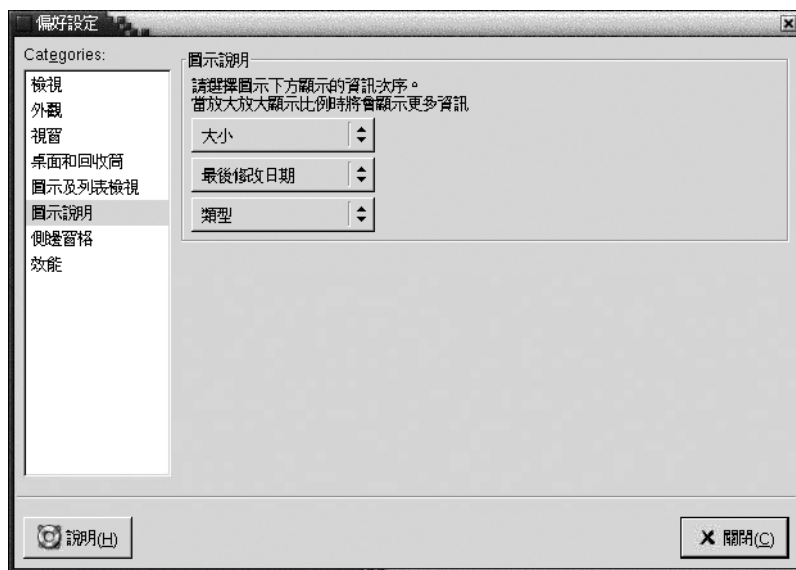 偏好設定
Categories:
檢視
外觀
視窗
桌面和回收筒
圖示及列表檢視
圖示說明
側邊窗格
效能
圖示說明
請選擇圖示下方顯示的資訊次序。
當放大放大顯示比例時將會顯示更多資訊
大小
最後修改日期
類型
說明(H)
關閉(C)